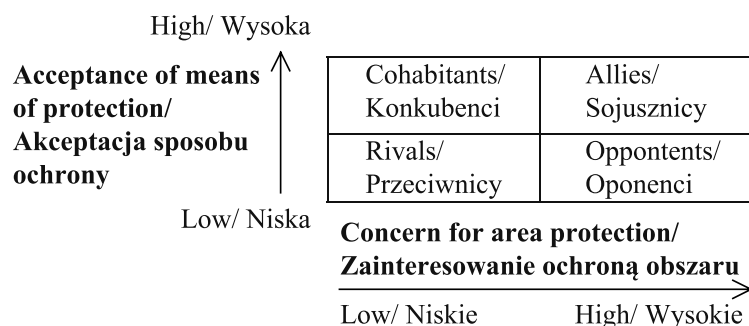 High/ Wysoka
Acceptance of means
of protection/
Akceptacja sposobu
ochrony
Low/ Niska
Cohabitants/
Konkubenci
Allies/
Sojusznicy
Rivals/
Przeciwnicy
Oppontents/
Oponenci
Concern for area protection/
Zainteresowanie ochroną obszaru
Low/ Niskie
High/ Wysokie